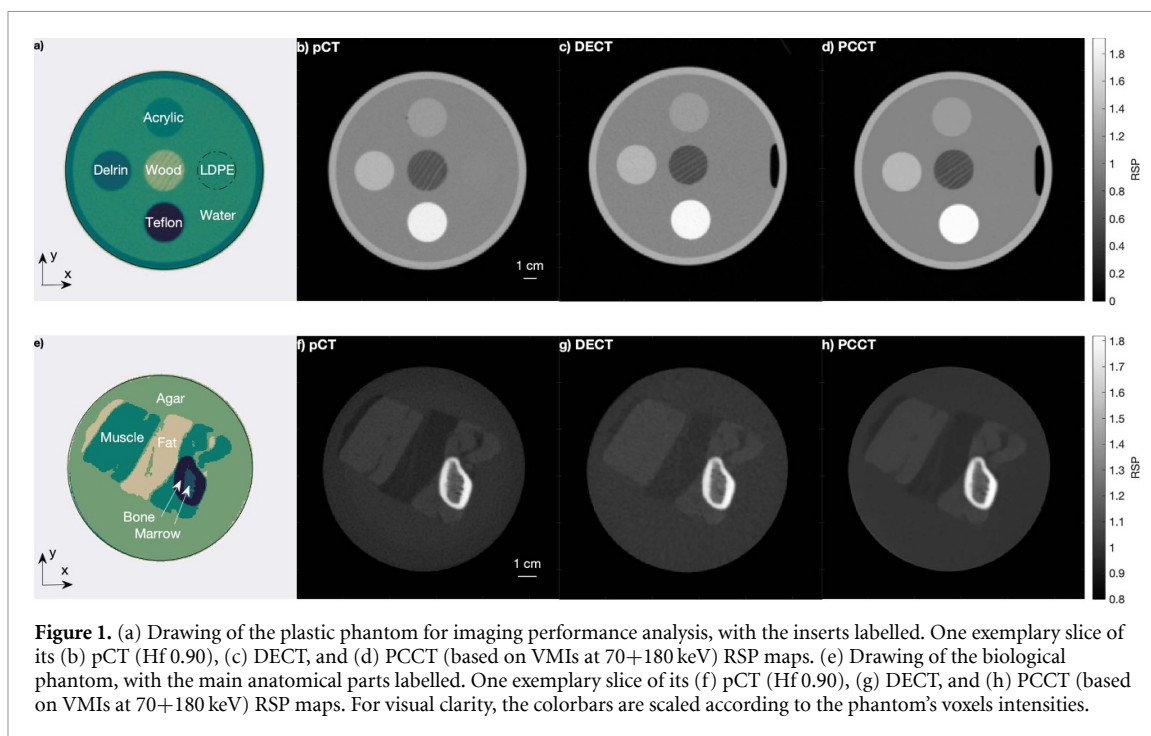 a)
b) pCT
c) DECT
d) PCCT
Acrylic
Delrin
Wood
LDPE
Teflon
Water
y
x
1 cm
1.8
1.6
1.4
1.2
1
0.8
0.6
0.4
0.2
0
RSP
e)
f) pCT
g) DECT
h) PCCT
Agar
Muscle
Fat
Bone
Marrow
y
x
1 cm
1.8
1.7
1.6
1.5
1.4
1.3
1.2
1.1
1
0.9
0.8
RSP
Figure 1. (a) Drawing of the plastic phantom for imaging performance analysis, with the inserts labelled. One exemplary slice of
its (b) pCT (Hf 0.90), (c) DECT, and (d) PCCT (based on VMIs at 70+180 keV) RSP maps. (e) Drawing of the biological
phantom, with the main anatomical parts labelled. One exemplary slice of its (f) pCT (Hf 0.90), (g) DECT, and (h) PCCT (based
on VMIs at 70+180 keV) RSP maps. For visual clarity, the colorbars are scaled according to the phantom's voxels intensities.